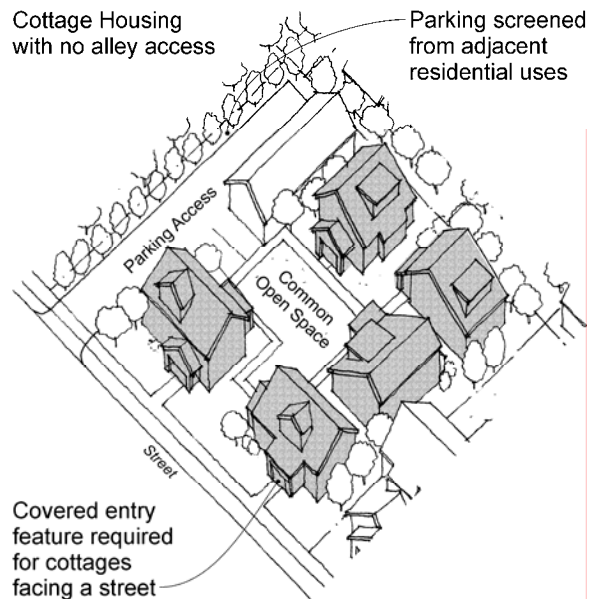 Cottage Housing
with no alley access
Parking screened
from adjacent
residential uses
Parking Access
Common
Open Space
Street
Covered entry
feature required
for cottages
facing a street